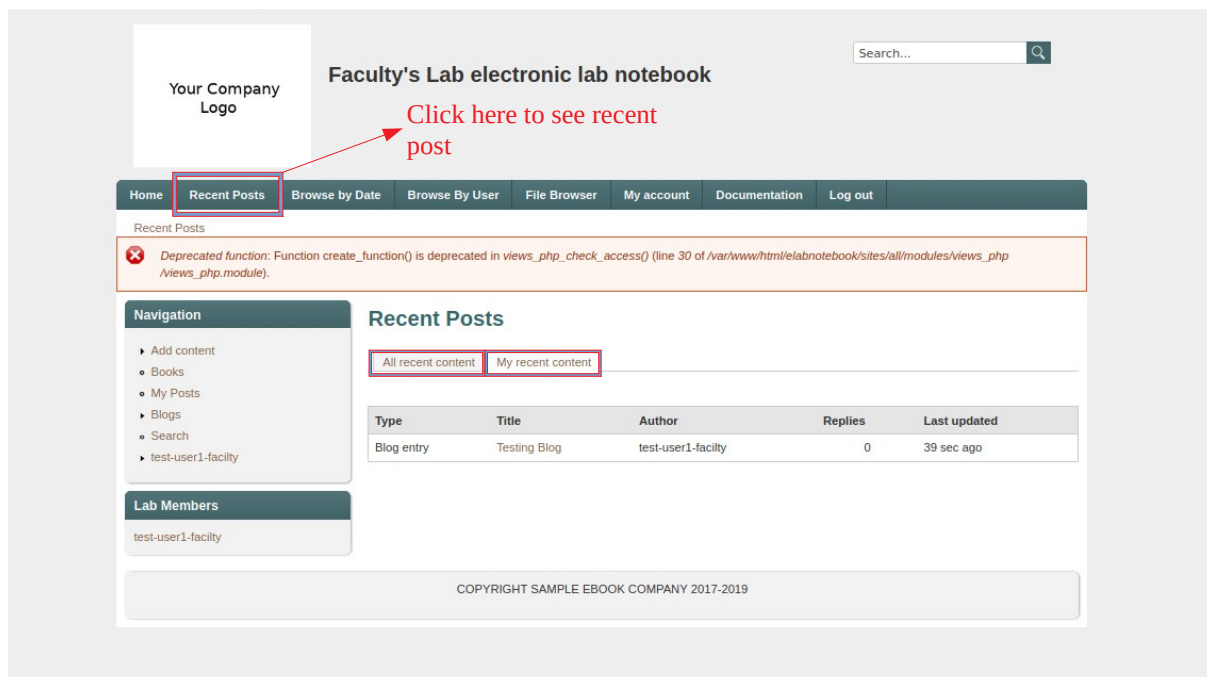 Your Company
Logo
Faculty's Lab electronic lab notebook
Search...
Click here to see recent
post
Home Recent Posts Browse by Date Browse By User File Browser My account Documentation Log out
Recent Posts
Deprecated function: Function create_function() is deprecated in views_php_check_access() (line 30 of /var/www/html/elabnotebook/sites/all/modules/views_php
/views_php.module).
Navigation
Add content
Books
My Posts
Blogs
Search
test-user1-facilty
Lab Members
test-user1-facilty
Recent Posts
All recent content My recent content
Type Title Author Replies Last updated
Blog entry Testing Blog test-user1-facilty 0 39 sec ago
COPYRIGHT SAMPLE EBOOK COMPANY 2017-2019